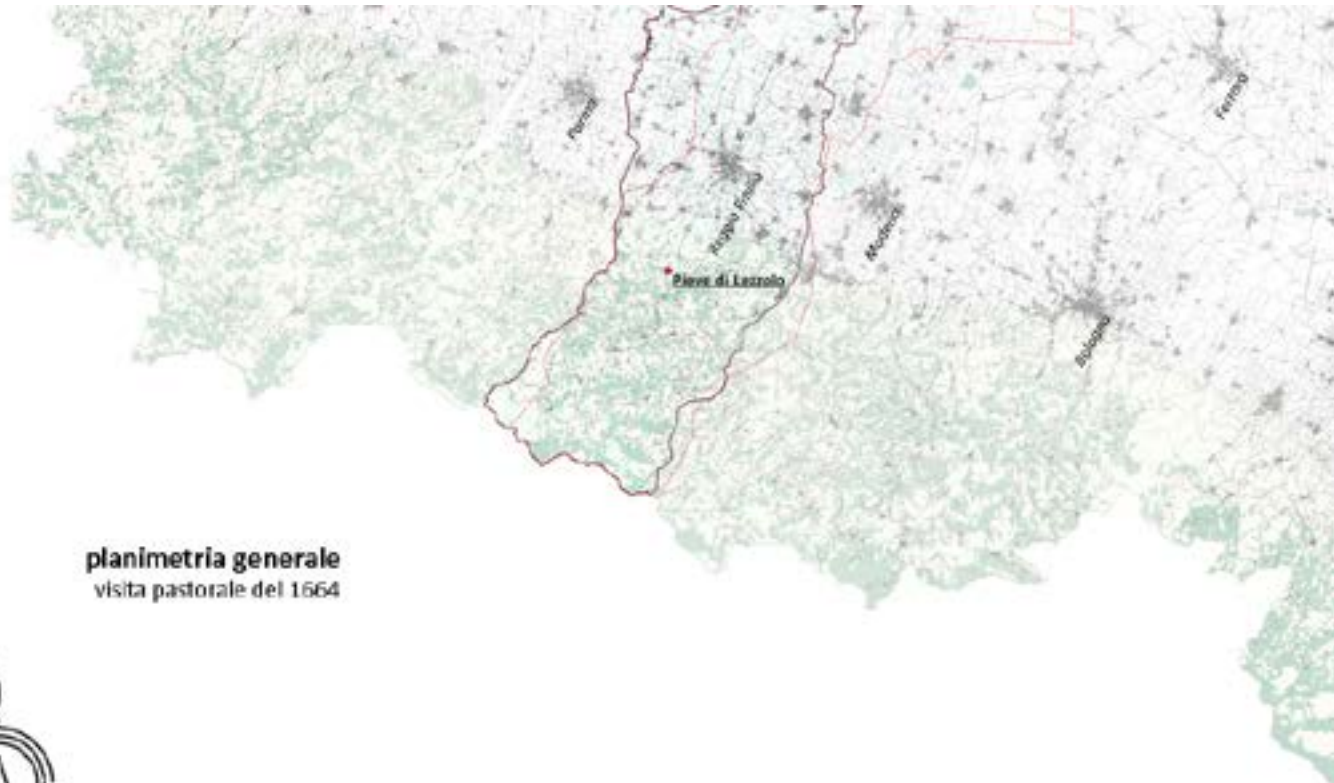 Ferrara
Parma
Reggio Emilia
Modena
Pieve di Lezzolo
Bologna
planimetria generale
visita pastorale del 1664